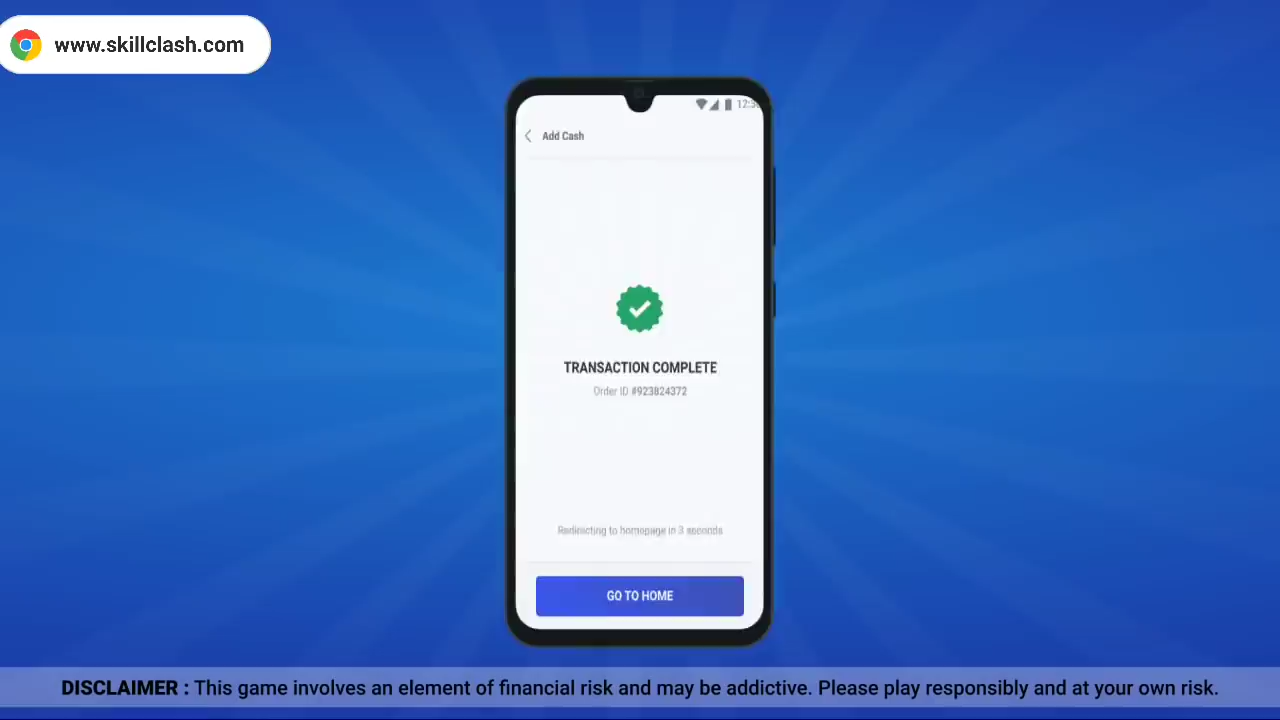 www.skillclash.com
12:30
Add Cash
TRANSACTION COMPLETE
Order ID #923824372
Redirecting to homepage in 3 seconds
GO TO HOME
DISCLAIMER : This game involves an element of financial risk and may be addictive. Please play responsibly and at your own risk.